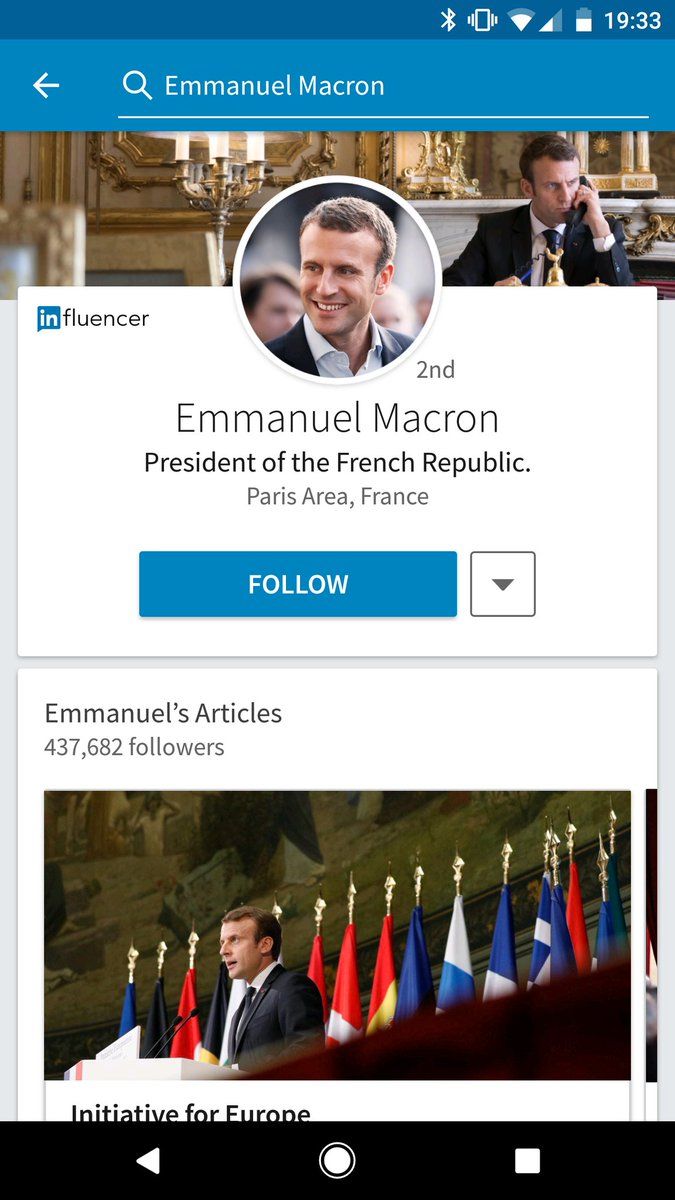 19:33
Emmanuel Macron
influencer
2nd
Emmanuel Macron
President of the French Republic.
Paris Area, France
FOLLOW
Emmanuel’s Articles
437,682 followers
Initiative for Europe